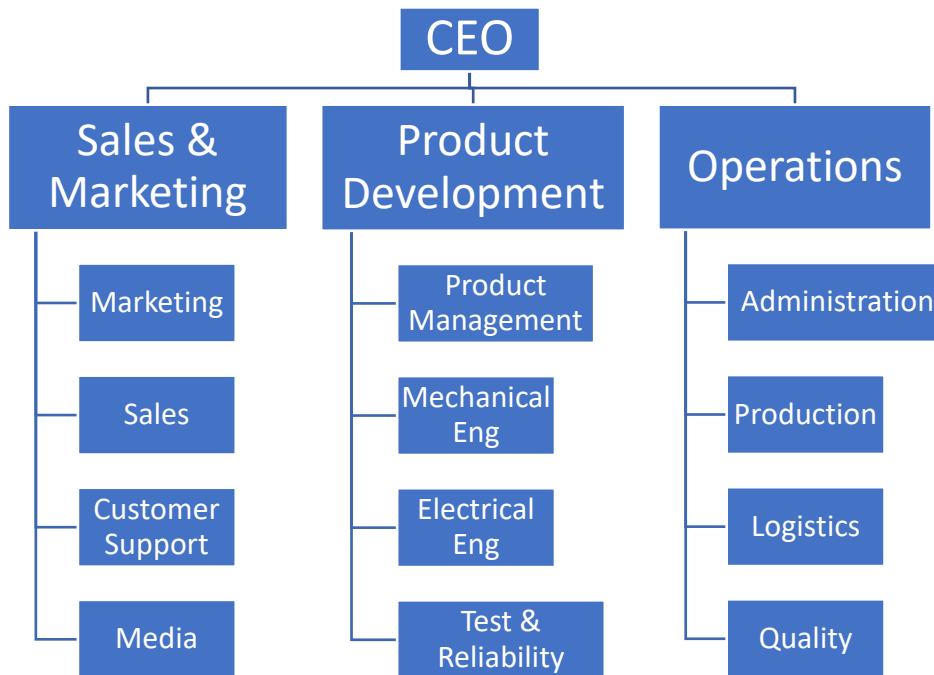 CEO
Sales &
Marketing
Product
Development
Operations
Marketing
Sales
Customer
Support
Media
Product
Management
Mechanical
Eng
Electrical
Eng
Test &
Reliability
Administration
Production
Logistics
Quality